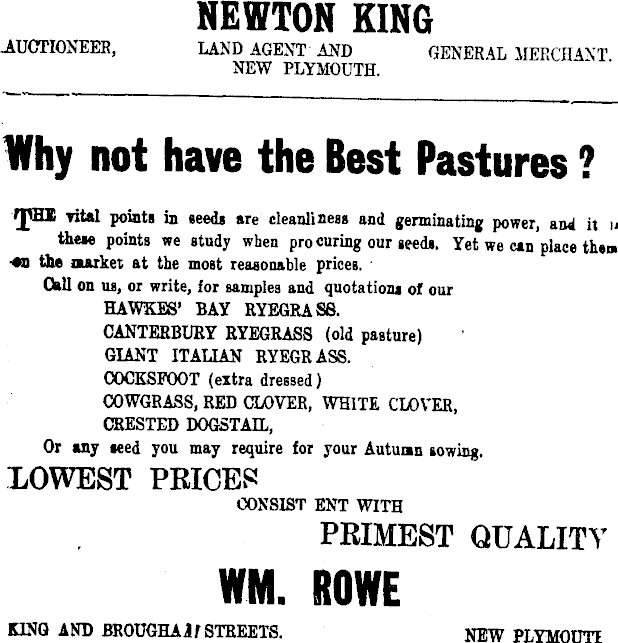 NEWTON KING
AUCTIONEER, LAND AGENT AND GENERAL MERCHANT.
NEW PLYMOUTH.
Why not have the Best Pastures?
THE vital points in seeds are cleanliness and germinating power, and it is
these points we study when procuring our seeds. Yet we can place them
on the market at the most reasonable prices.
Call on us, or write, for samples and quotations of our
HAWKES' BAY RYEGRASS.
CANTERBURY RYEGRASS (old pasture)
GIANT ITALIAN RYEGRASS.
COCKSFOOT (extra dressed)
COWGRASS, RED CLOVER, WHITE CLOVER,
CRESTED DOGSTAIL,
Or any seed you may require for your Autumn sowing.
LOWEST PRICES
CONSISTENT WITH
PRIMEST QUALITY
WM. ROWE
KING AND BROUGHAM STREETS. NEW PLYMOUTH